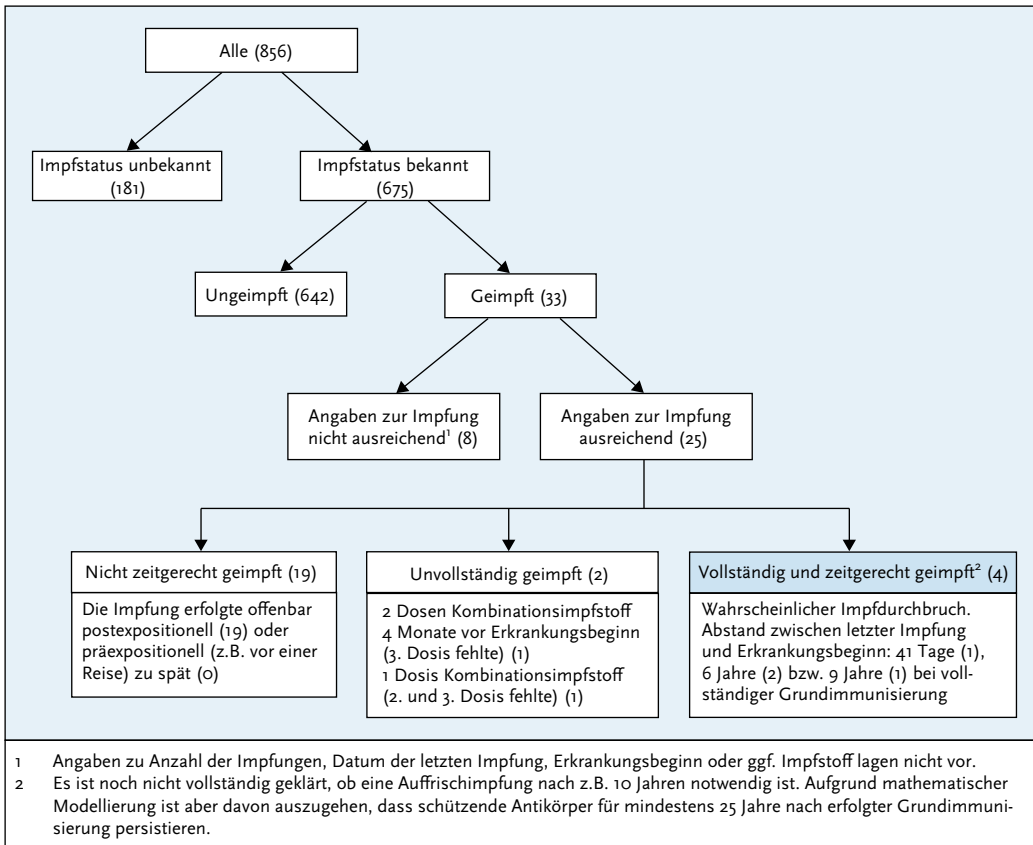 Alle (856)
Impfstatus unbekannt
(181)
Impfstatus bekannt
(675)
Ungeimpft (642)
Geimpft (33)
Angaben zur Impfung
nicht ausreichend¹ (8)
Angaben zur Impfung
ausreichend (25)
Nicht zeitgerecht geimpft (19)
Die Impfung erfolgte offenbar
postexpositionell (19) oder
präexpositionell (z.B. vor einer
Reise) zu spät (0)
Unvollständig geimpft (2)
2 Dosen Kombinationsimpfstoff
4 Monate vor Erkrankungsbeginn
(3. Dosis fehlte) (1)
1 Dosis Kombinationsimpfstoff
(2. und 3. Dosis fehlte) (1)
Vollständig und zeitgerecht geimpft² (4)
Wahrscheinlicher Impfdurchbruch.
Abstand zwischen letzter Impfung
und Erkrankungsbeginn: 41 Tage (1),
6 Jahre (2) bzw. 9 Jahre (1) bei voll-
ständiger Grundimmunisierung
1 Angaben zu Anzahl der Impfungen, Datum der letzten Impfung, Erkrankungsbeginn oder ggf. Impfstoff lagen nicht vor.
2 Es ist noch nicht vollständig geklärt, ob eine Auffrischimpfung nach z.B. 10 Jahren notwendig ist. Aufgrund mathematischer
Modellierung ist aber davon auszugehen, dass schützende Antikörper für mindestens 25 Jahre nach erfolgter Grundimmuni-
sierung persistieren.